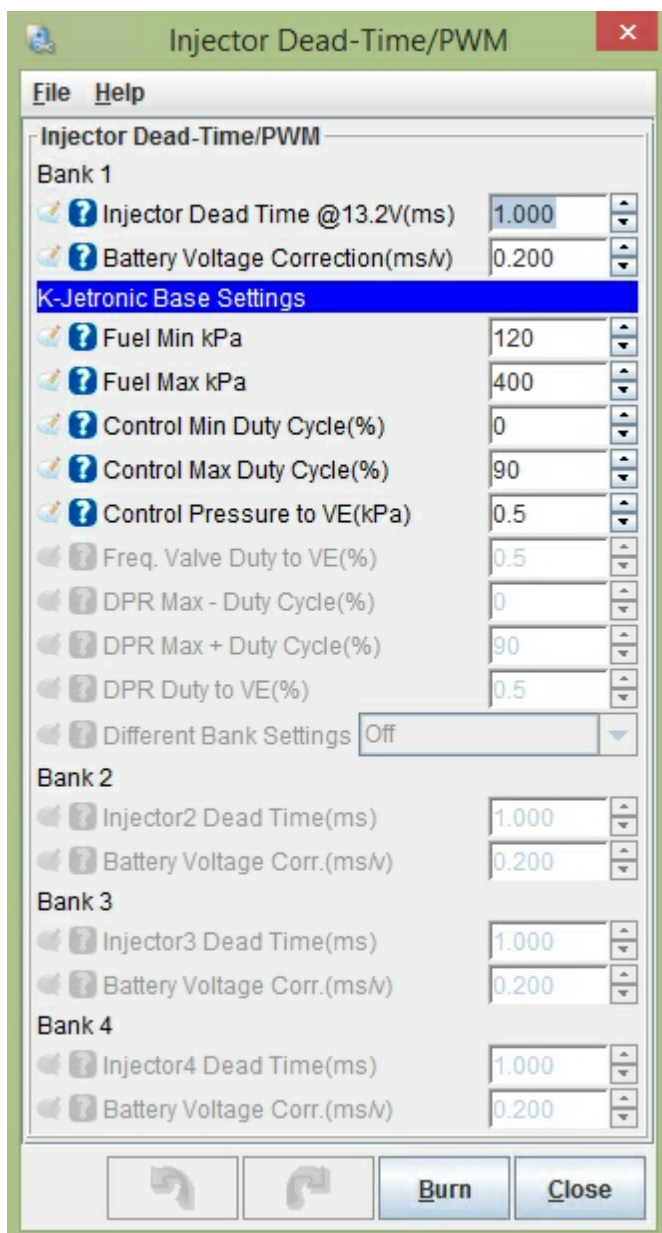 Injector Dead-Time/PWM
File Help
Injector Dead-Time/PWM
Bank 1
Injector Dead Time @13.2V(ms) 1.000
Battery Voltage Correction(ms/v) 0.200
K-Jetronic Base Settings
Fuel Min kPa 120
Fuel Max kPa 400
Control Min Duty Cycle(%) 0
Control Max Duty Cycle(%) 90
Control Pressure to VE(kPa) 0.5
Freq. Valve Duty to VE(%) 0.5
DPR Max - Duty Cycle(%) 0
DPR Max + Duty Cycle(%) 90
DPR Duty to VE(%) 0.5
Different Bank Settings Off
Bank 2
Injector2 Dead Time(ms) 1.000
Battery Voltage Corr.(ms/v) 0.200
Bank 3
Injector3 Dead Time(ms) 1.000
Battery Voltage Corr.(ms/v) 0.200
Bank 4
Injector4 Dead Time(ms) 1.000
Battery Voltage Corr.(ms/v) 0.200
Burn Close